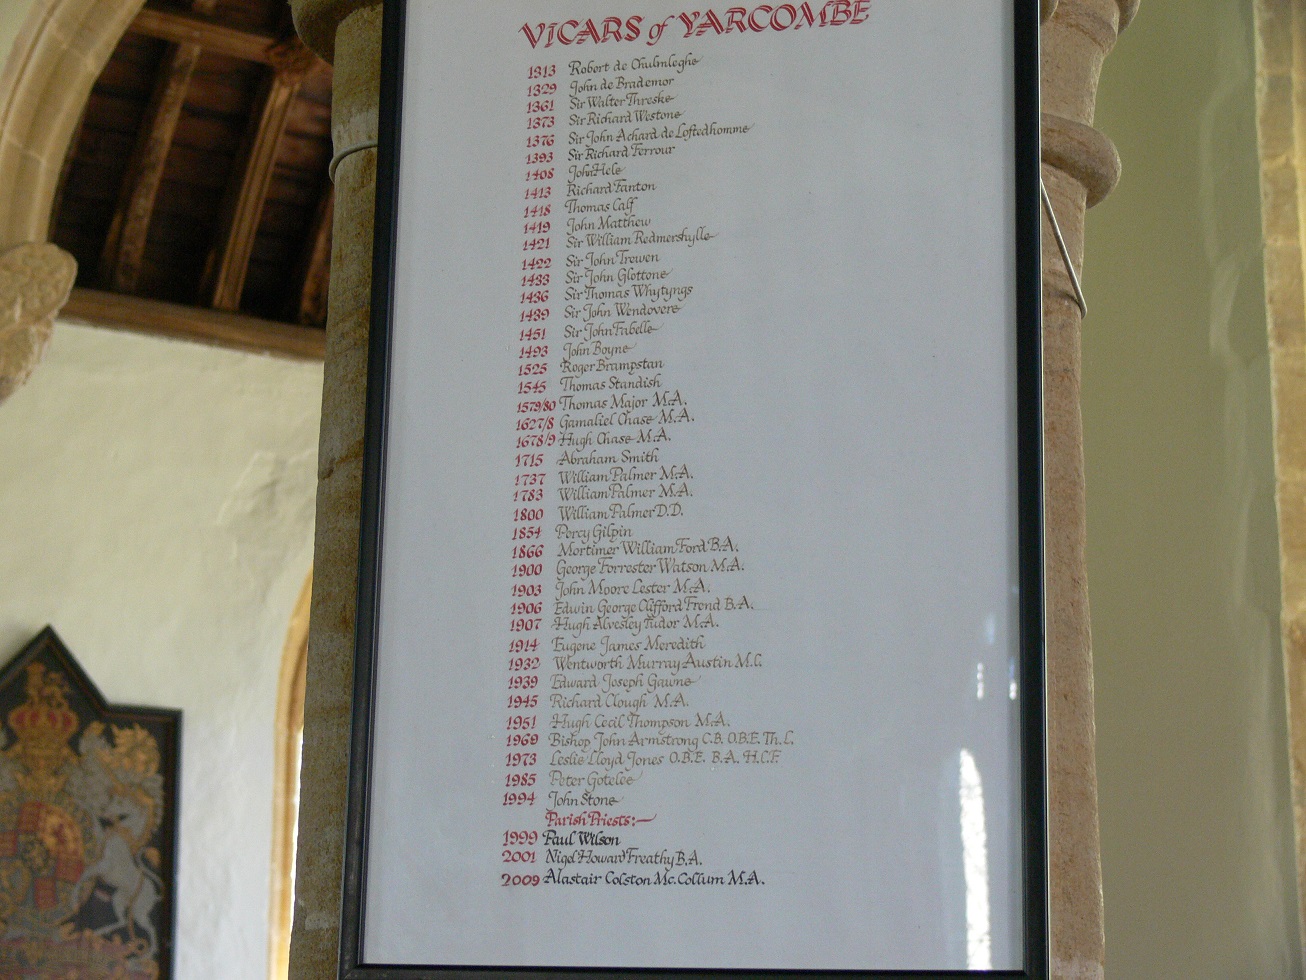 VICARS of YARCOMBE
1313 Robert de Chulmleghe
1329 John de Brademor
1361 Sir Walter Threske
1373 Sir Richard Westone
1376 Sir John Achard de Loftedhomme
1393 Sir Richard Ferrour
1408 John Hele
1413 Richard Fanton
1418 Thomas Calf
1419 John Matthew
1421 Sir William Redmershylle
1422 Sir John Trowen
1433 Sir John Glottone
1436 Sir Thomas Whytyngs
1439 Sir John Wendovere
1451 Sir John Fabelle
1493 John Boyne
1525 Roger Brampstan
1545 Thomas Standish
1579/80 Thomas Major M.A.
1627/8 Gamaliel Chase M.A.
1678/9 Hugh Chase M.A.
1715 Abraham Smith
1737 William Palmer M.A.
1783 William Palmer M.A.
1800 William Palmer D.D.
1854 Percy Gilpin
1866 Mortimer William Ford B.A.
1900 George Forrester Watson M.A.
1903 John Moore Lester M.A.
1906 Edwin George Clifford Frend B.A.
1907 Hugh Alvesley Tudor M.A.
1914 Eugene James Meredith
1932 Wentworth Murray Austin M.C.
1939 Edward Joseph Gawne
1945 Richard Clough M.A.
1951 Hugh Cecil Thompson M.A.
1969 Bishop John Armstrong C.B. O.B.E. Th.L.
1973 Leslie Lloyd Jones O.B.E. B.A. H.C.F.
1985 Peter Gotelee
1994 John Stone
Parish Priests:—
1999 Paul Wilson
2001 Nigel Howard Freathy B.A.
2009 Alastair Colston Mc.Collum M.A.